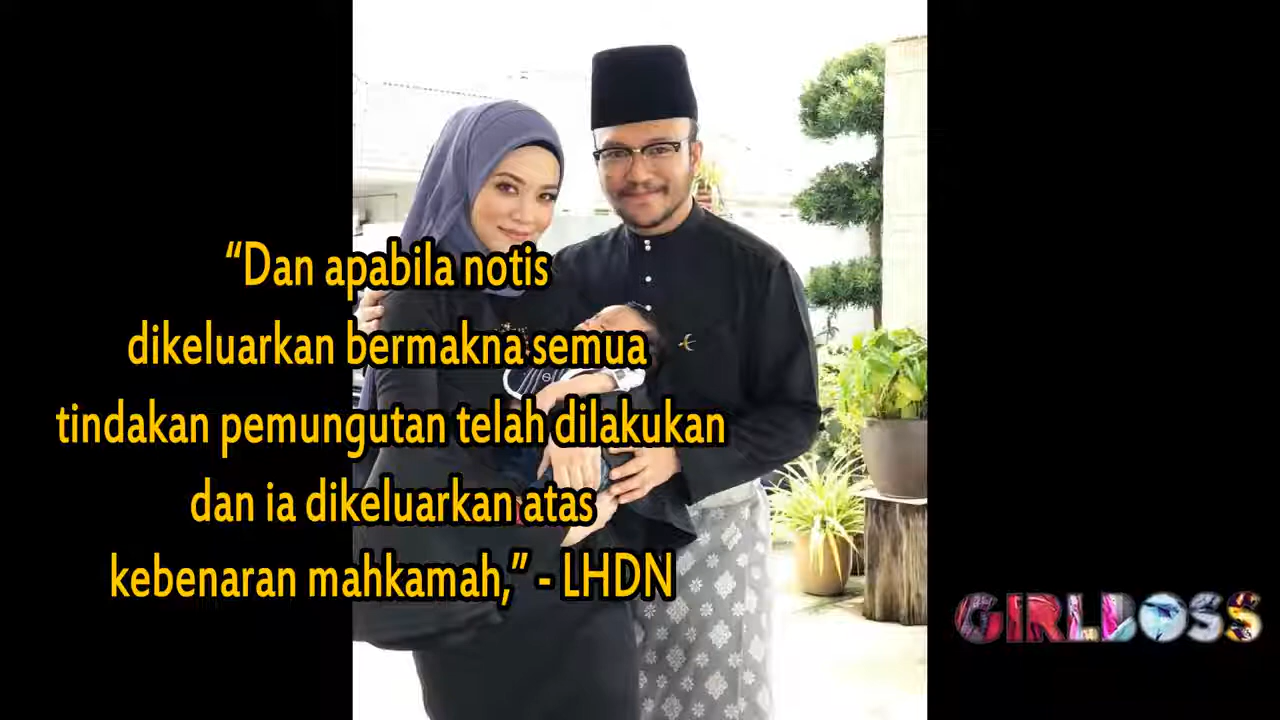 “Dan apabila notis
dikeluarkan bermakna semua
tindakan pemungutan telah dilakukan
dan ia dikeluarkan atas
kebenaran mahkamah,” - LHDN
GIRLBOSS